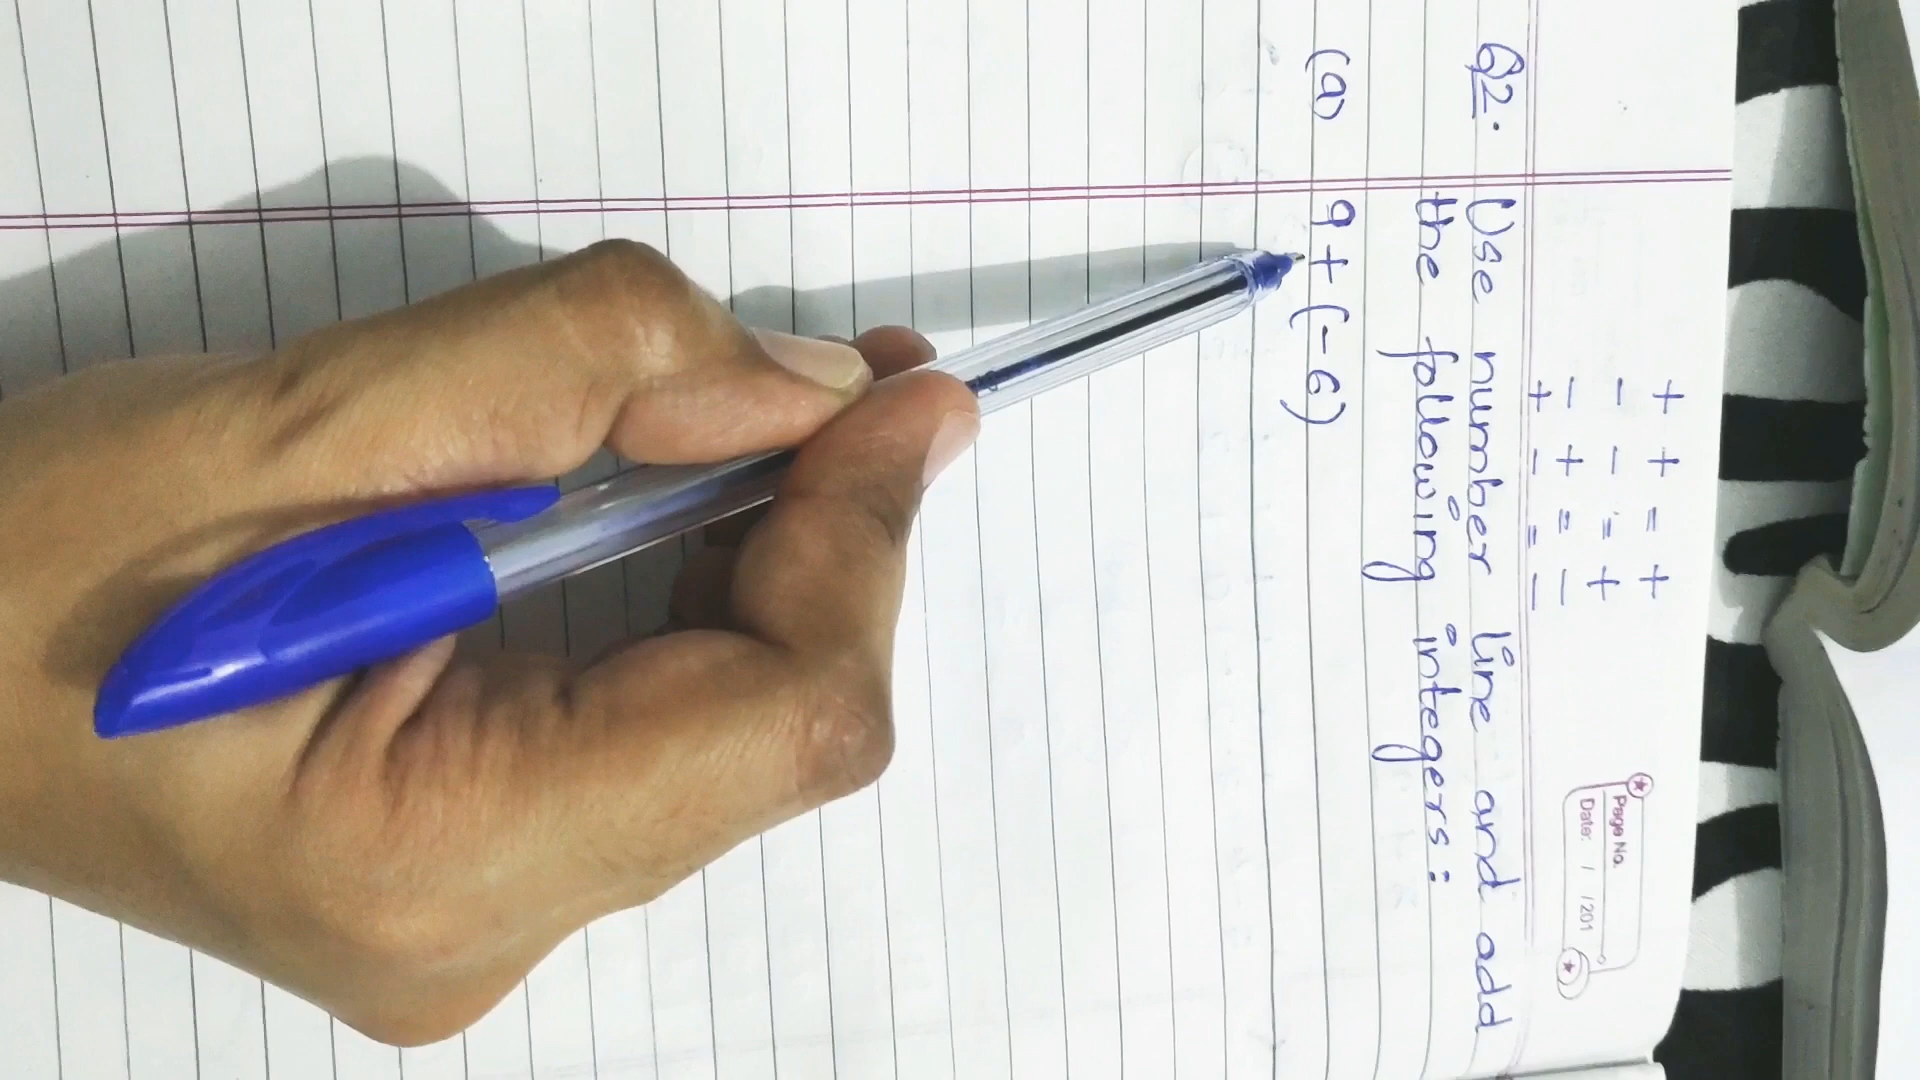 + + = +
- - = +
- + = -
+ - = -
Page No.
Date: / /201
Q2. Use number line and add
the following integers:
(a) 9 + (-6)